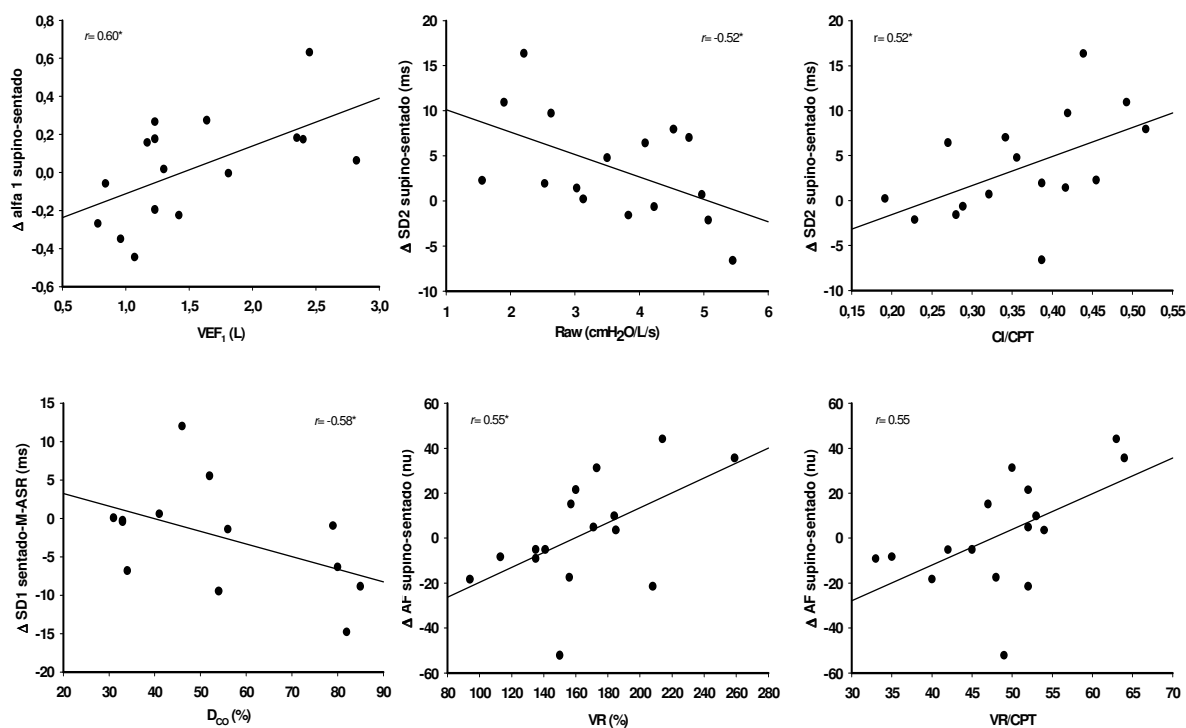 0,8
0,6
0,4
0,2
0,0
-0,2
-0,4
-0,6
r= 0.60*
Δ alfa 1 supino-sentado
0,5 1,0 1,5 2,0 2,5 3,0
VEF1 (L)
20
15
10
5
0
-5
-10
r= -0.52*
Δ SD2 supino-sentado (ms)
1 2 3 4 5 6
Raw (cmH2O/L/s)
20
15
10
5
0
-5
-10
r= 0.52*
Δ SD2 supino-sentado (ms)
0,15 0,20 0,25 0,30 0,35 0,40 0,45 0,50 0,55
CI/CPT
15
10
5
0
-5
-10
-15
-20
r= -0.58*
Δ SD1 sentado-M-ASR (ms)
20 30 40 50 60 70 80 90
DCO (%)
60
40
20
0
-20
-40
-60
r= 0.55*
Δ AF supino-sentado (nu)
80 100 120 140 160 180 200 220 240 260 280
VR (%)
60
40
20
0
-20
-40
-60
r= 0.55
Δ AF supino-sentado (nu)
30 35 40 45 50 55 60 65 70
VR/CPT